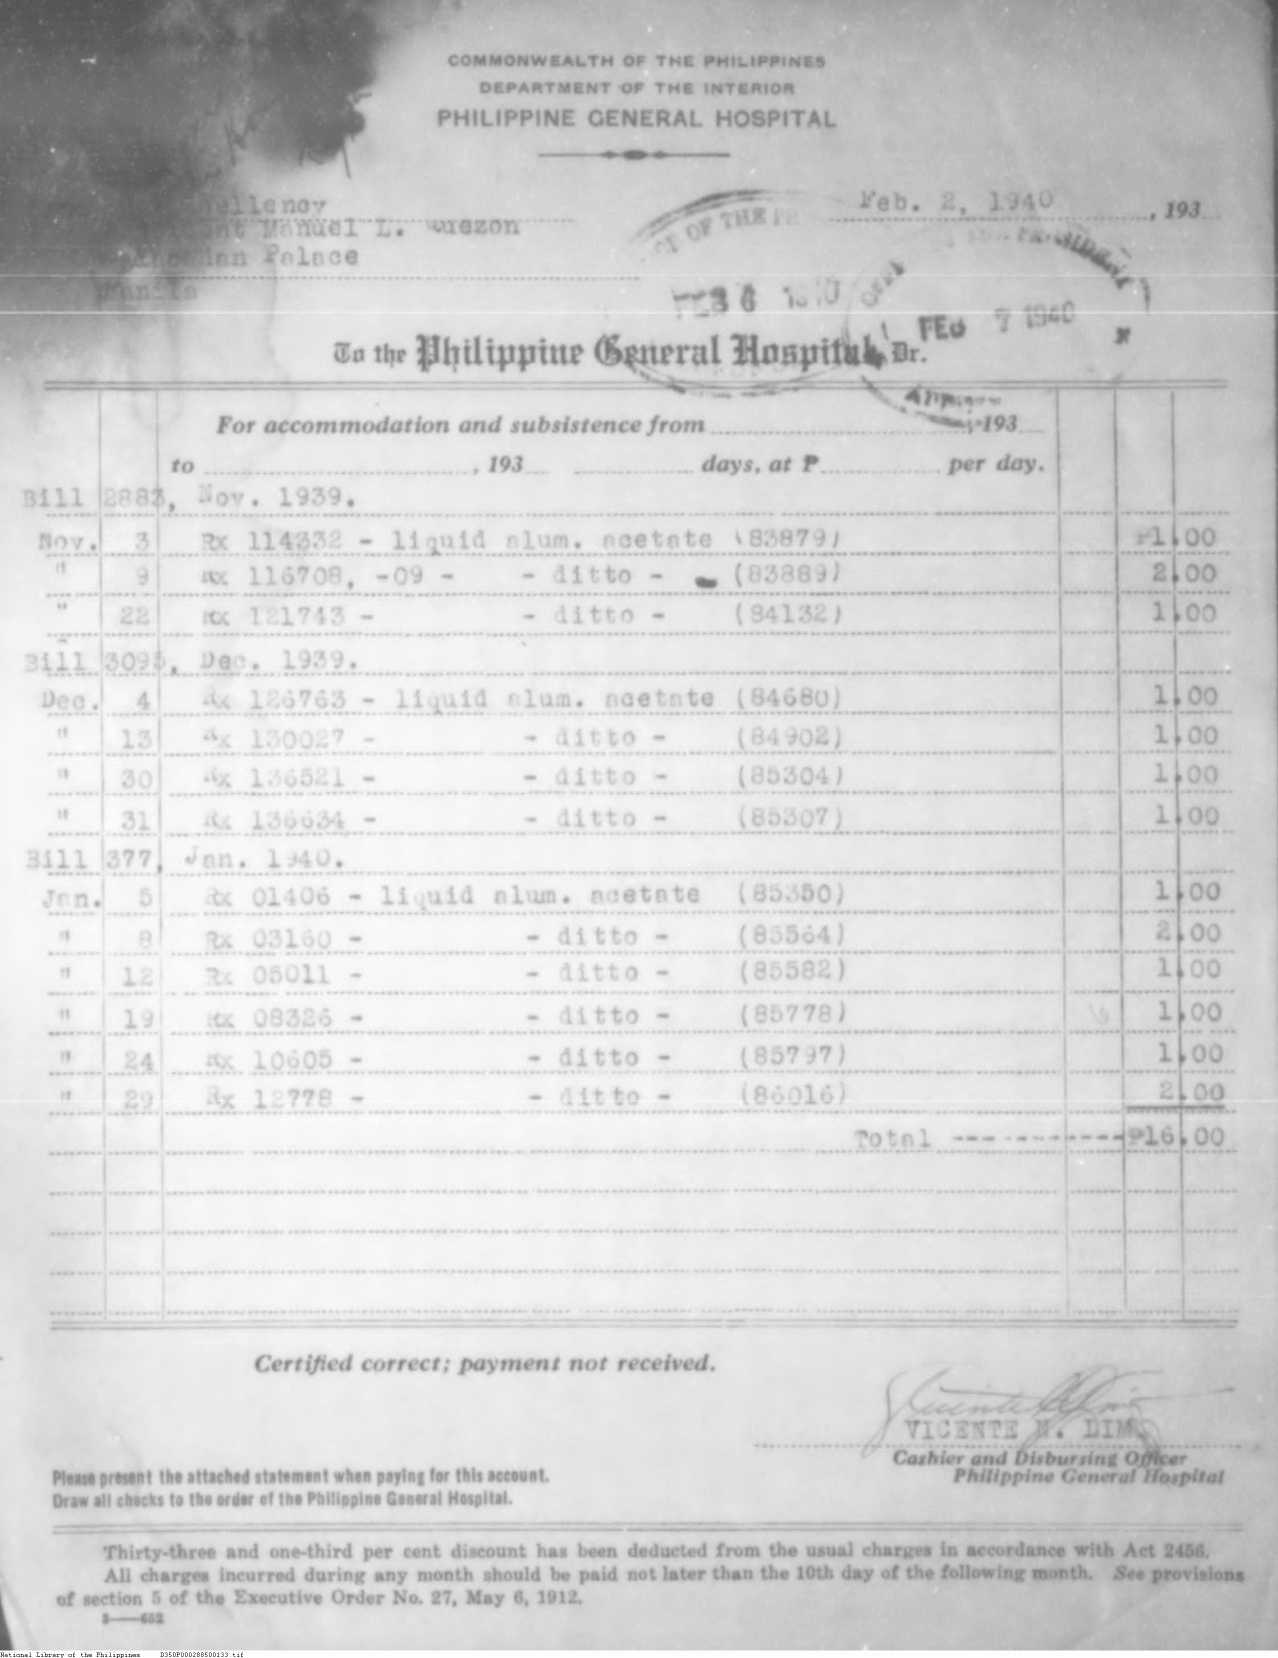 COMMONWEALTH OF THE PHILIPPINES
DEPARTMENT OF THE INTERIOR
PHILIPPINE GENERAL HOSPITAL
Feb. 2, 1940, 193
Manuel L. Quezon
Palace
Manila
OF THE
1940
FEB 7 1940
To the Philippine General Hospital, Dr.
For accommodation and subsistence from , 193
to , 193 days, at ₱ per day.
Bill 2883, Nov. 1939.
Nov. 3 Rx 114332 - liquid alum. acetate (83879) ₱1.00
" 9 Rx 116708, -09 - - ditto - (83889) 2.00
" 22 Rx 121743 - - ditto - (84132) 1.00
Bill 3095, Dec. 1939.
Dec. 4 Rx 126763 - liquid alum. acetate (84680) 1.00
" 13 Rx 130027 - - ditto - (84902) 1.00
" 30 Rx 136521 - - ditto - (85304) 1.00
" 31 Rx 136634 - - ditto - (85307) 1.00
Bill 377, Jan. 1940.
Jan. 5 Rx 01406 - liquid alum. acetate (85350) 1.00
" 8 Rx 03160 - - ditto - (85564) 2.00
" 12 Rx 05011 - - ditto - (85582) 1.00
" 19 Rx 08326 - - ditto - (85778) 1.00
" 24 Rx 10605 - - ditto - (85797) 1.00
" 29 Rx 12778 - - ditto - (86016) 2.00
Total ------------ ₱16.00
Certified correct; payment not received.
VICENTE
Cashier and Disbursing Officer
Philippine General Hospital
Please present the attached statement when paying for this account.
Draw all checks to the order of the Philippine General Hospital.
Thirty-three and one-third per cent discount has been deducted from the usual charges in accordance with Act 2456.
All charges incurred during any month should be paid not later than the 10th day of the following month. See provisions
of section 5 of the Executive Order No. 27, May 6, 1912.
National Library of the Philippines D350P000288500133.tif